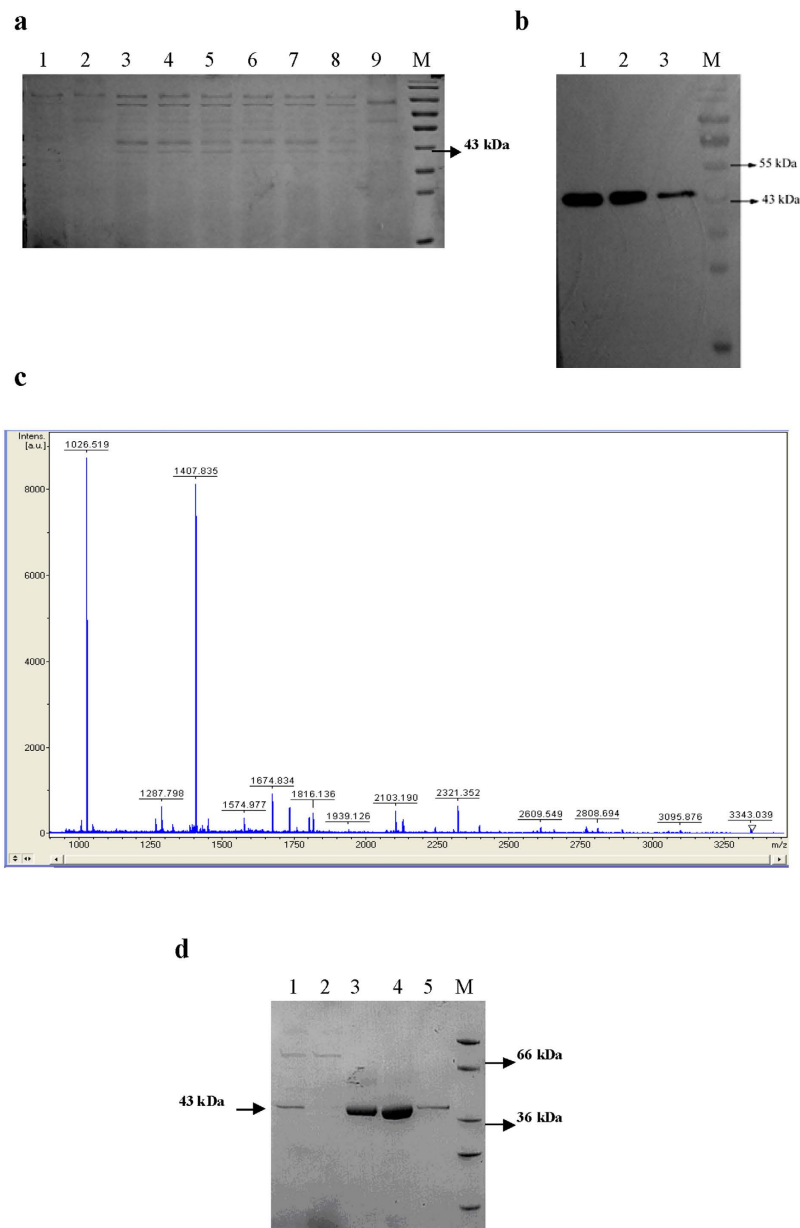 a
1 2 3 4 5 6 7 8 9 M
43 kDa
b
1 2 3 M
55 kDa
43 kDa
c
Intens.
[a.u.]
1026.519
1407.835
8000
6000
4000
2000
0
1287.798
1574.977
1674.834
1816.136
1939.126
2103.190
2321.352
2609.549
2808.694
3095.876
3343.039
1000 1250 1500 1750 2000 2250 2500 2750 3000 3250 m/z
d
1 2 3 4 5 M
66 kDa
43 kDa
36 kDa